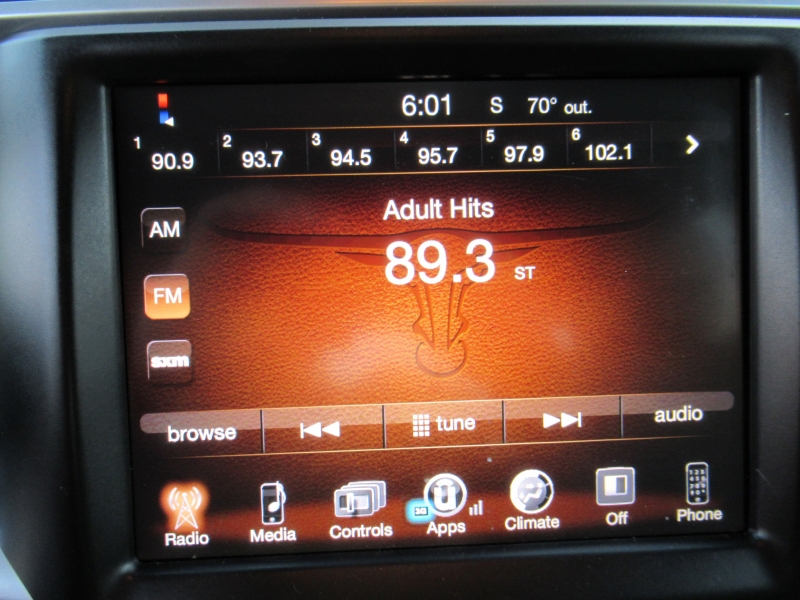 6:01 S 70° out.
1 90.9 2 93.7 3 94.5 4 95.7 5 97.9 6 102.1
Adult Hits
AM
89.3 ST
FM
sxm
browse tune audio
3G
Radio Media Controls Apps Climate Off Phone